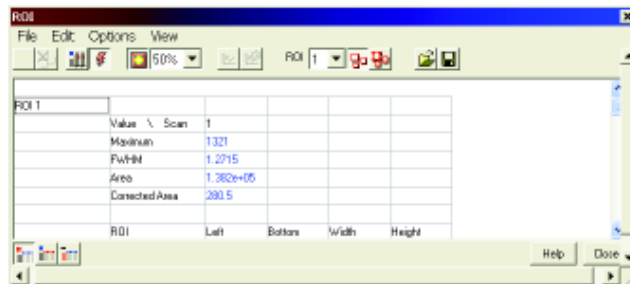 ROI
File Edit Options View
50% ROI 1
ROI 1
Value \ Scan 1
Maximum 1321
FWHM 1.2715
Area 1.382e+05
Corrected Area 280.5
ROI Left Bottom Width Height
Help Close